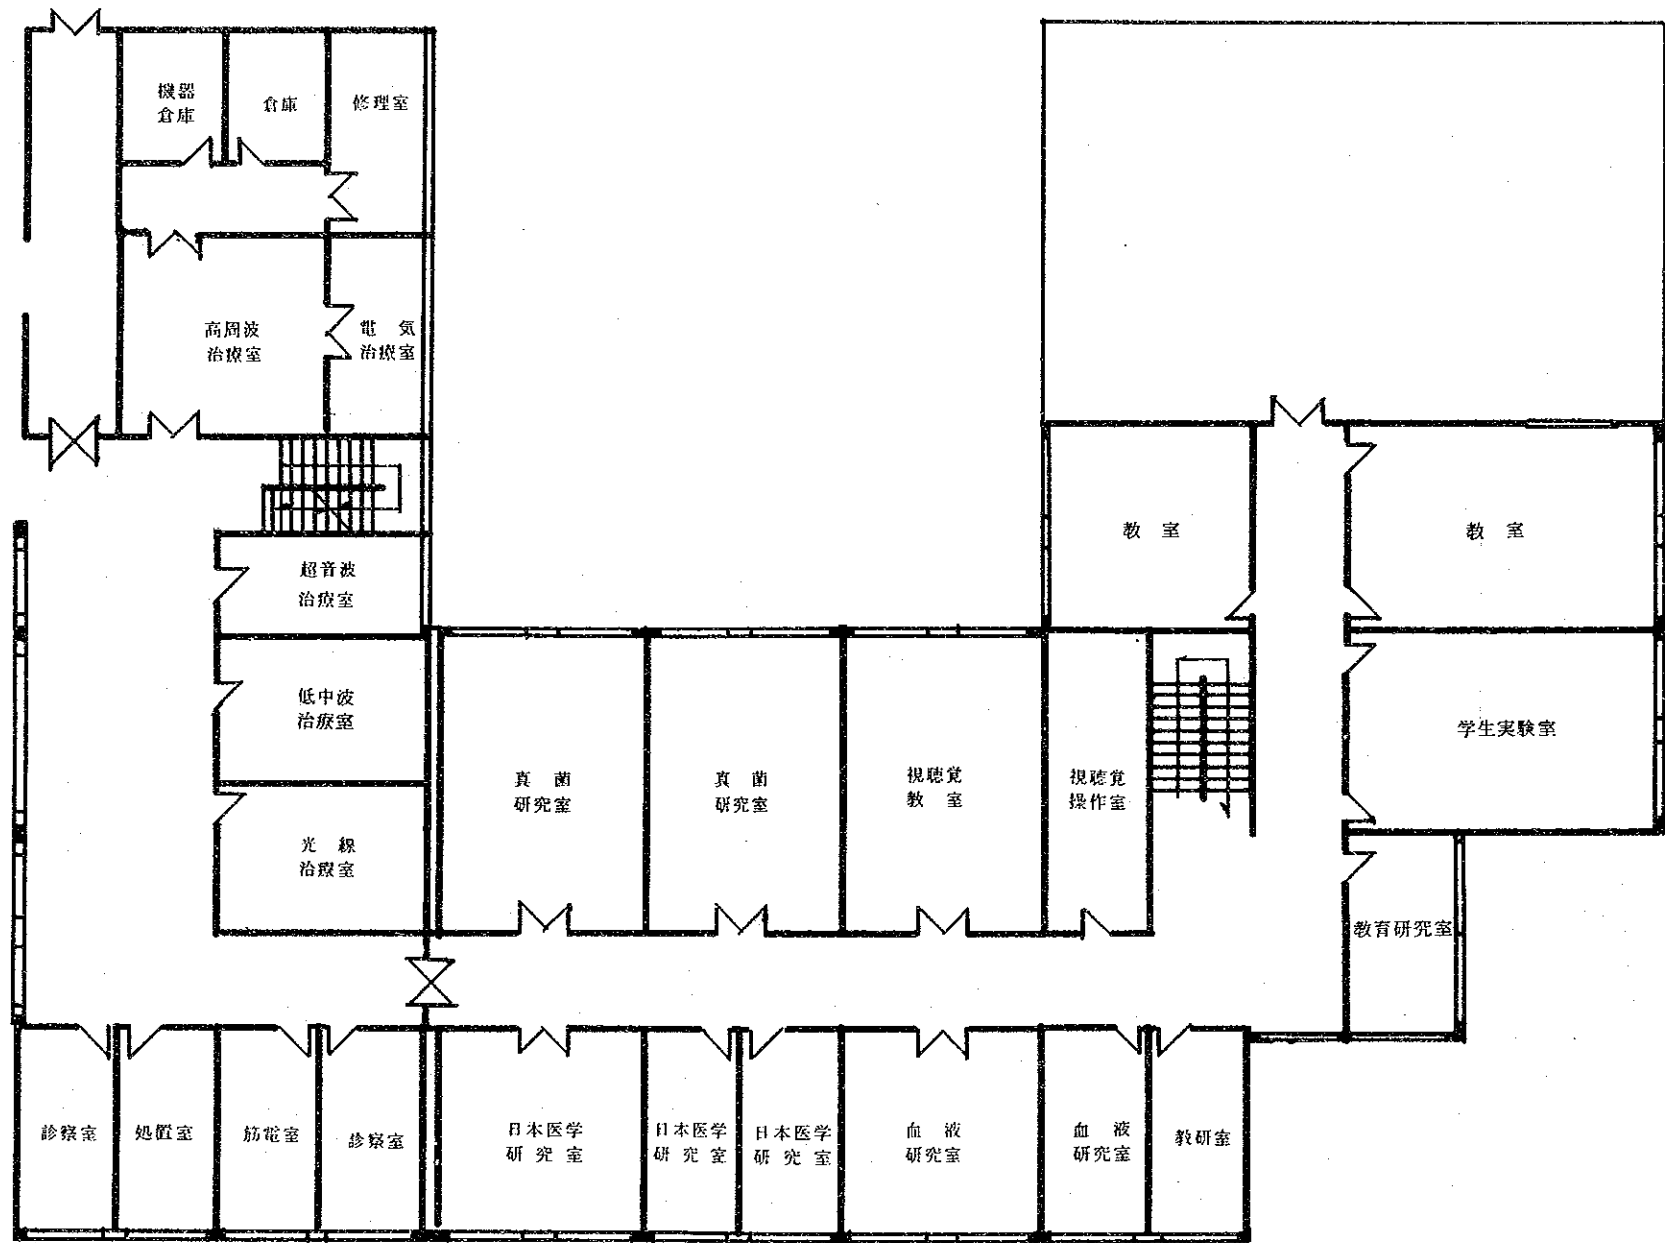 機器
倉庫
倉庫
修理室
高周波
治療室
電 気
治療室
教 室
教 室
超音波
治療室
低中波
治療室
光 線
治療室
真 菌
研究室
真 菌
研究室
視聴覚
教 室
視聴覚
操作室
学生実験室
教育研究室
診察室
処置室
筋電室
診察室
日本医学
研 究 室
日本医学
研 究 室
日本医学
研 究 室
血 液
研究室
血 液
研究室
教研室